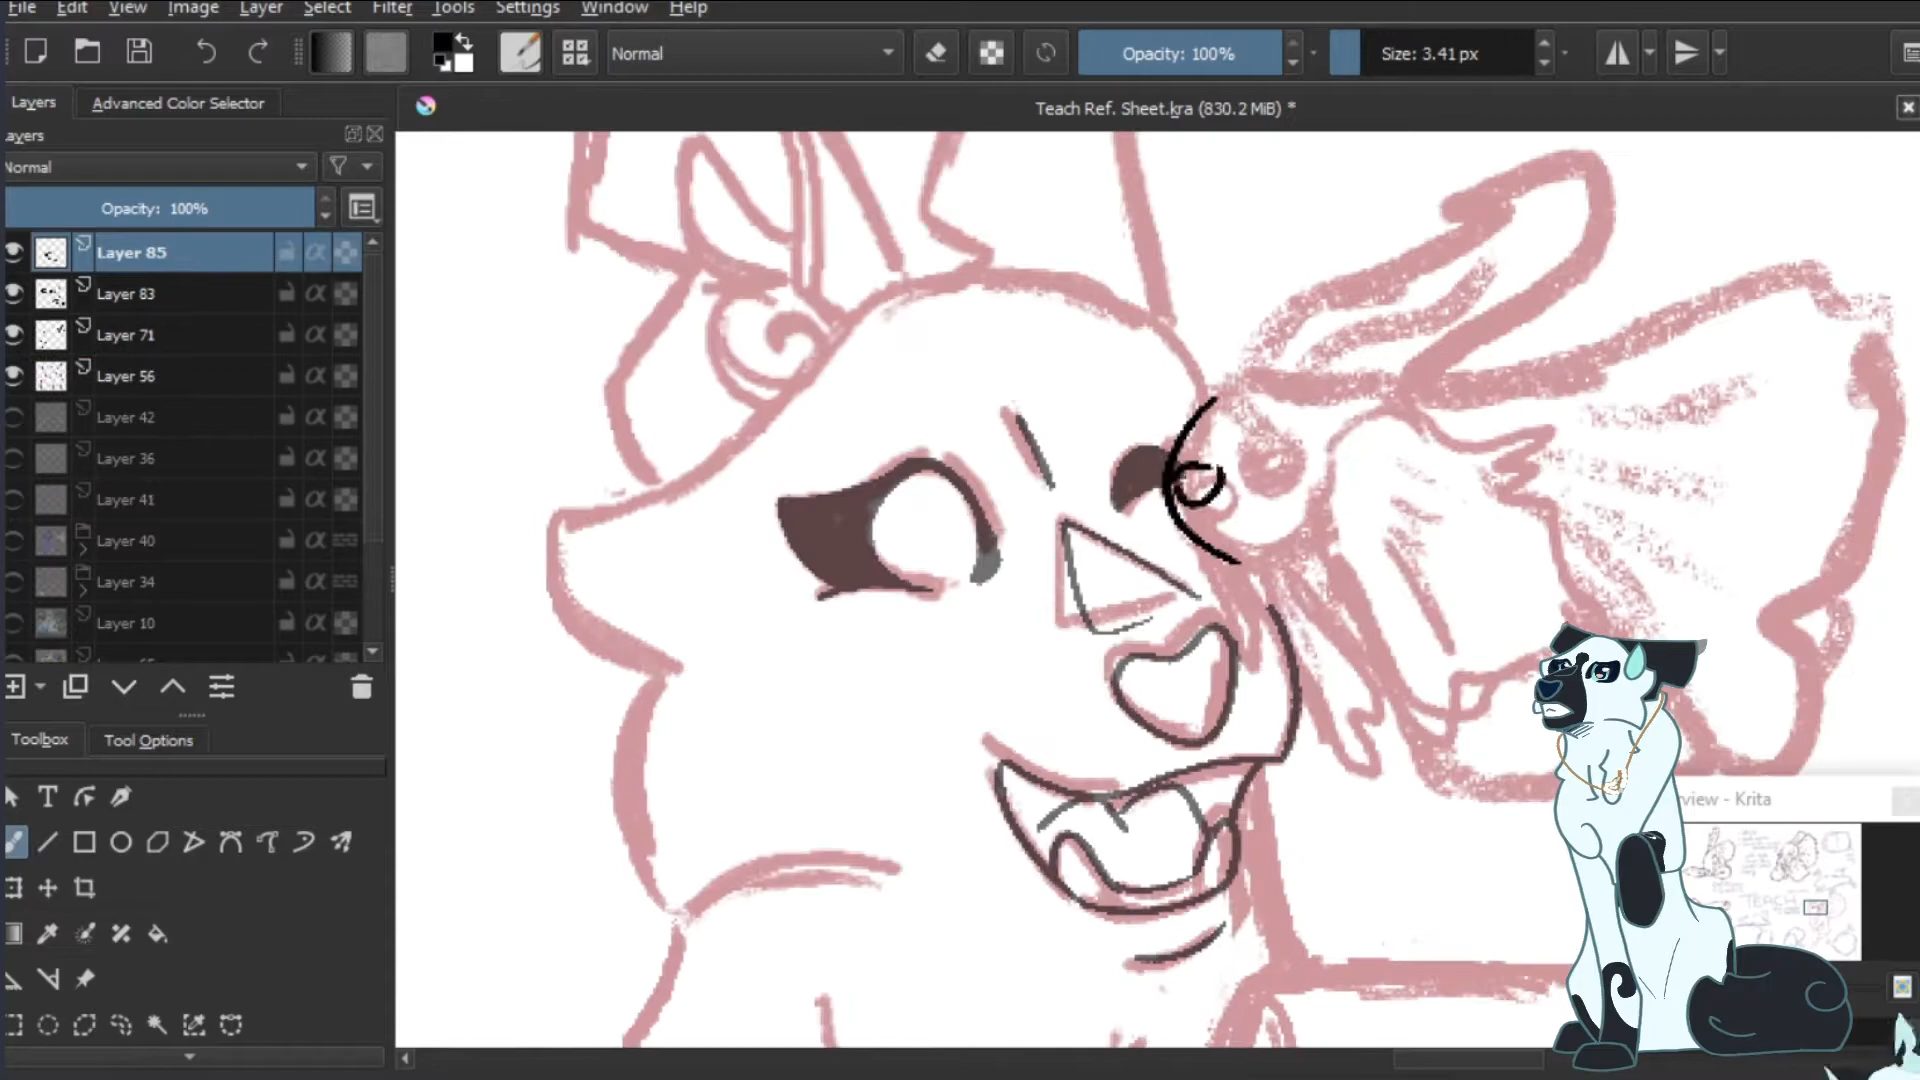 File Edit View Image Layer Select Filter Tools Settings Window Help
Normal Opacity: 100% Size: 3.41 px
Layers Advanced Color Selector
Teach Ref. Sheet.kra (830.2 MiB) *
ayers
Normal
Opacity: 100%
Layer 85
Layer 83
Layer 71
Layer 56
Layer 42
Layer 36
Layer 41
Layer 40
Layer 34
Layer 10
Toolbox Tool Options
view - Krita
TEACH